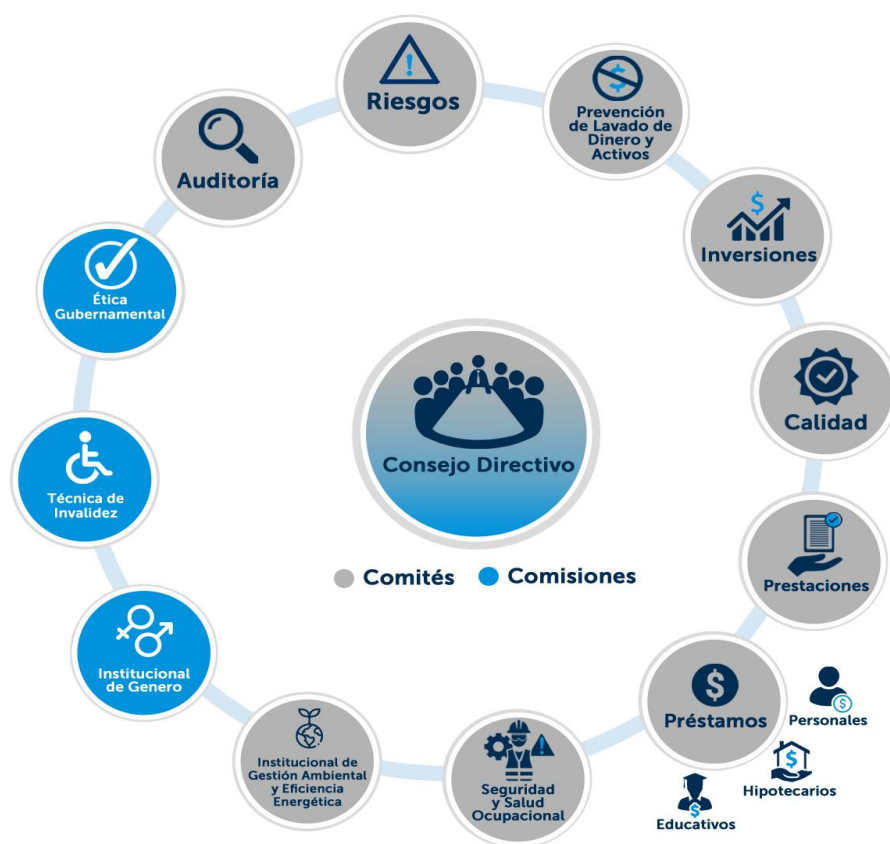 Riesgos
Prevención
de Lavado de
Dinero y
Activos
Inversiones
Calidad
Prestaciones
Préstamos
Personales
Hipotecarios
Educativos
Seguridad
y Salud
Ocupacional
Institucional de
Gestión Ambiental
y Eficiencia
Energética
Institucional
de Genero
Técnica de
Invalidez
Ética
Gubernamental
Auditoría
Consejo Directivo
Comités
Comisiones